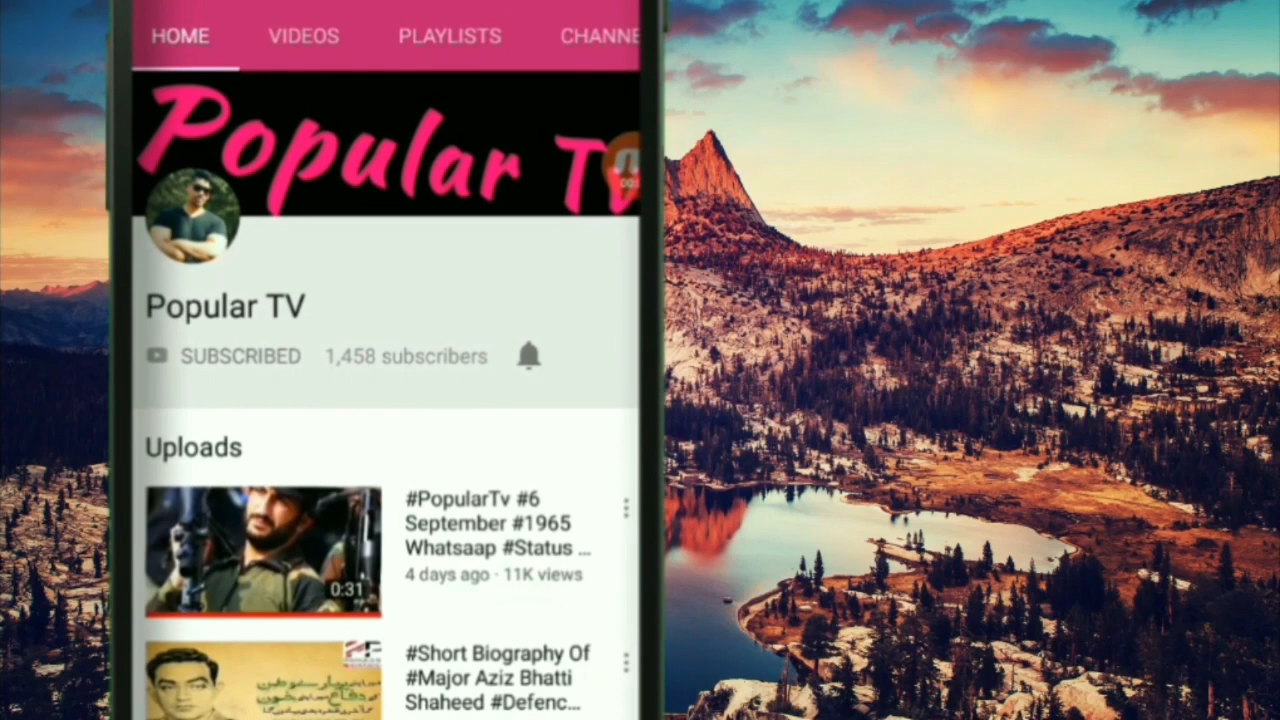 HOME VIDEOS PLAYLISTS CHANNE
Popular TV
Popular TV
SUBSCRIBED 1,458 subscribers
Uploads
#PopularTv #6
September #1965
Whatsaap #Status ...
4 days ago · 11K views
0:31
#Short Biography Of
#Major Aziz Bhatti
Shaheed #Defenc...